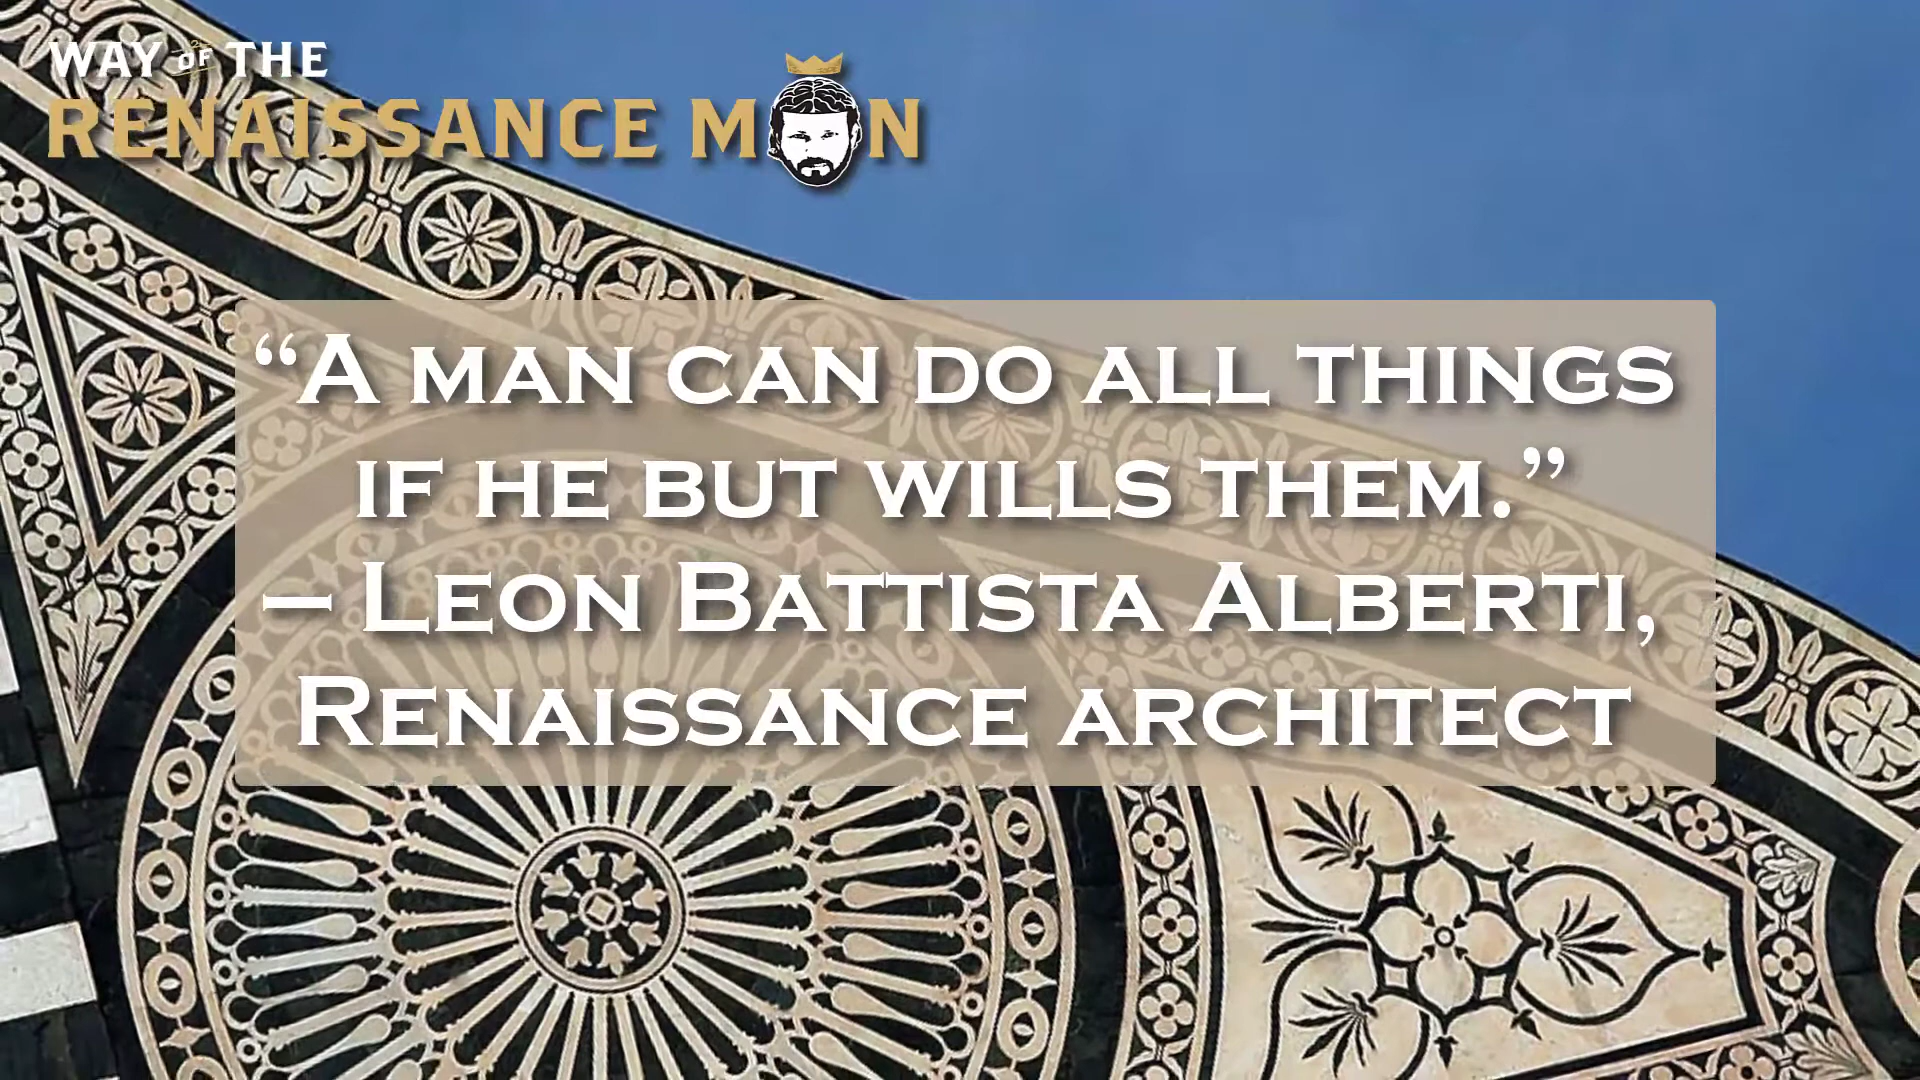 WAY OF THE
RENAISSANCE MAN
“A MAN CAN DO ALL THINGS
IF HE BUT WILLS THEM.”
– LEON BATTISTA ALBERTI,
RENAISSANCE ARCHITECT